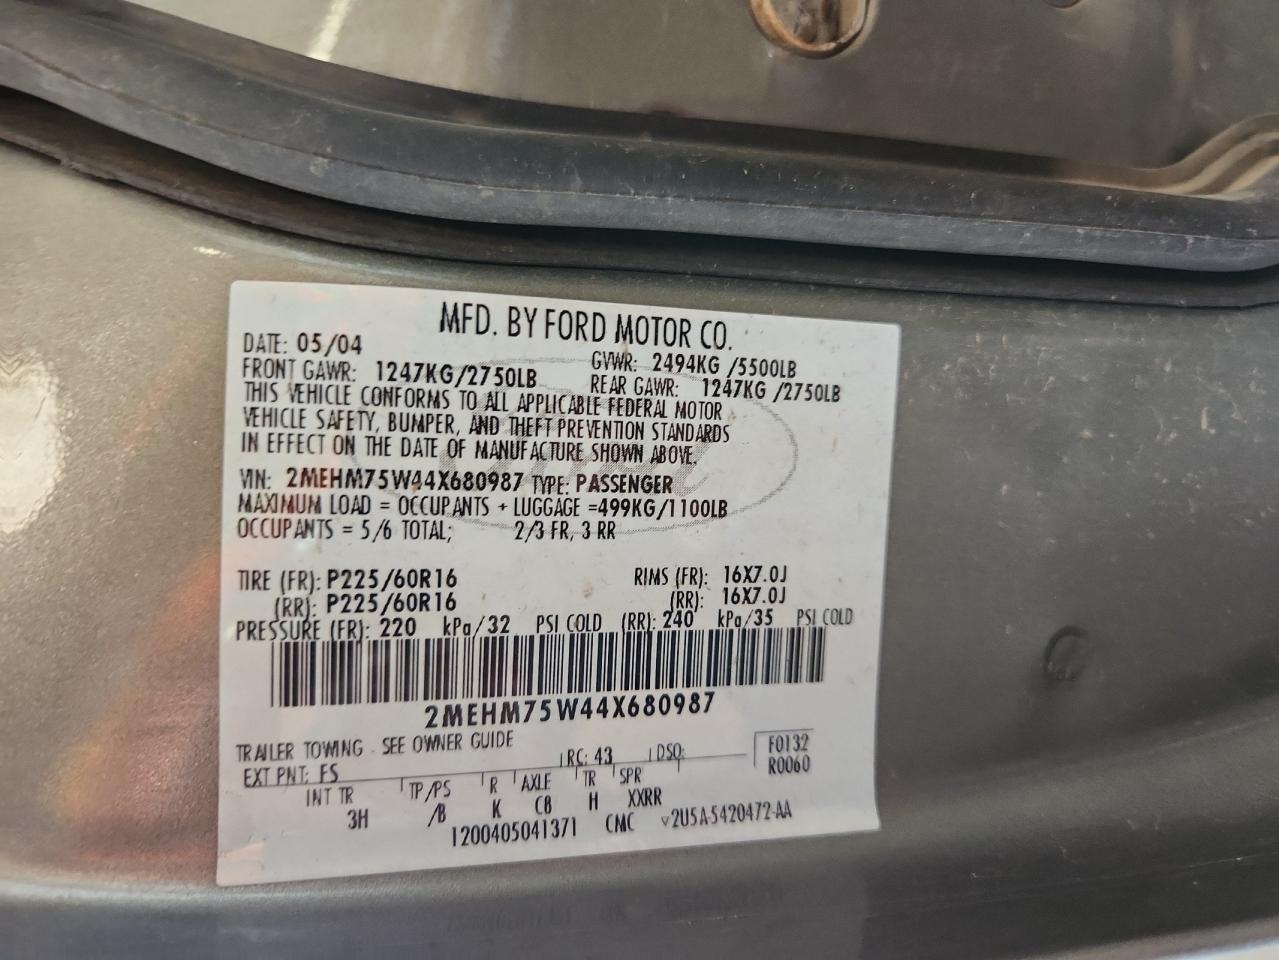 MFD. BY FORD MOTOR CO.
DATE: 05/04 GVWR: 2494KG /5500LB
FRONT GAWR: 1247KG/2750LB REAR GAWR: 1247KG /2750LB
THIS VEHICLE CONFORMS TO ALL APPLICABLE FEDERAL MOTOR
VEHICLE SAFETY, BUMPER, AND THEFT PREVENTION STANDARDS
IN EFFECT ON THE DATE OF MANUFACTURE SHOWN ABOVE.
VIN: 2MEHM75W44X680987 TYPE: PASSENGER
MAXIMUM LOAD = OCCUPANTS + LUGGAGE =499KG/1100LB
OCCUPANTS = 5/6 TOTAL; 2/3 FR, 3 RR
TIRE (FR): P225/60R16 RIMS (FR): 16X7.0J
(RR): P225/60R16 (RR): 16X7.0J
PRESSURE (FR): 220 kPa/32 PSI COLD (RR): 240 kPa/35 PSI COLD
2MEHM75W44X680987
TRAILER TOWING - SEE OWNER GUIDE
EXT PNT: FS RC: 43 DSO: F0132
R0060
INT TR TP/PS R AXLE TR SPR
3H /B K CB H XXRR
1200405041371 CMC ▽2U5A-5420472-AA